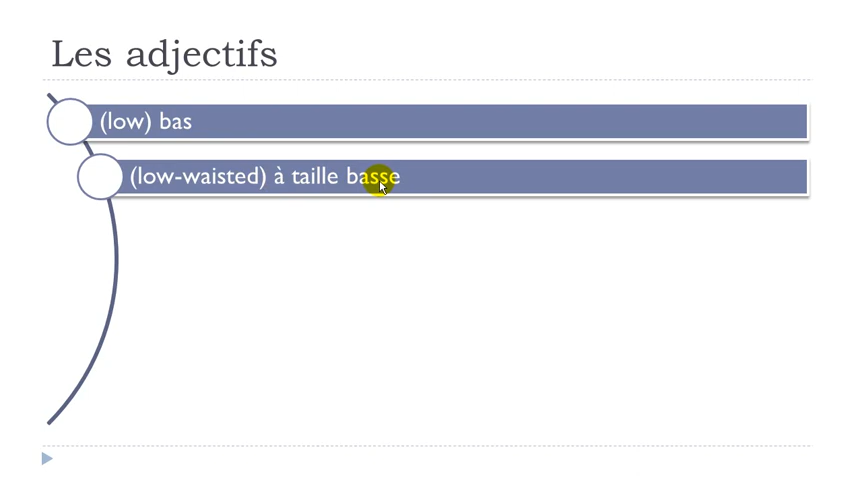 Les adjectifs
(low) bas
(low-waisted) à taille basse